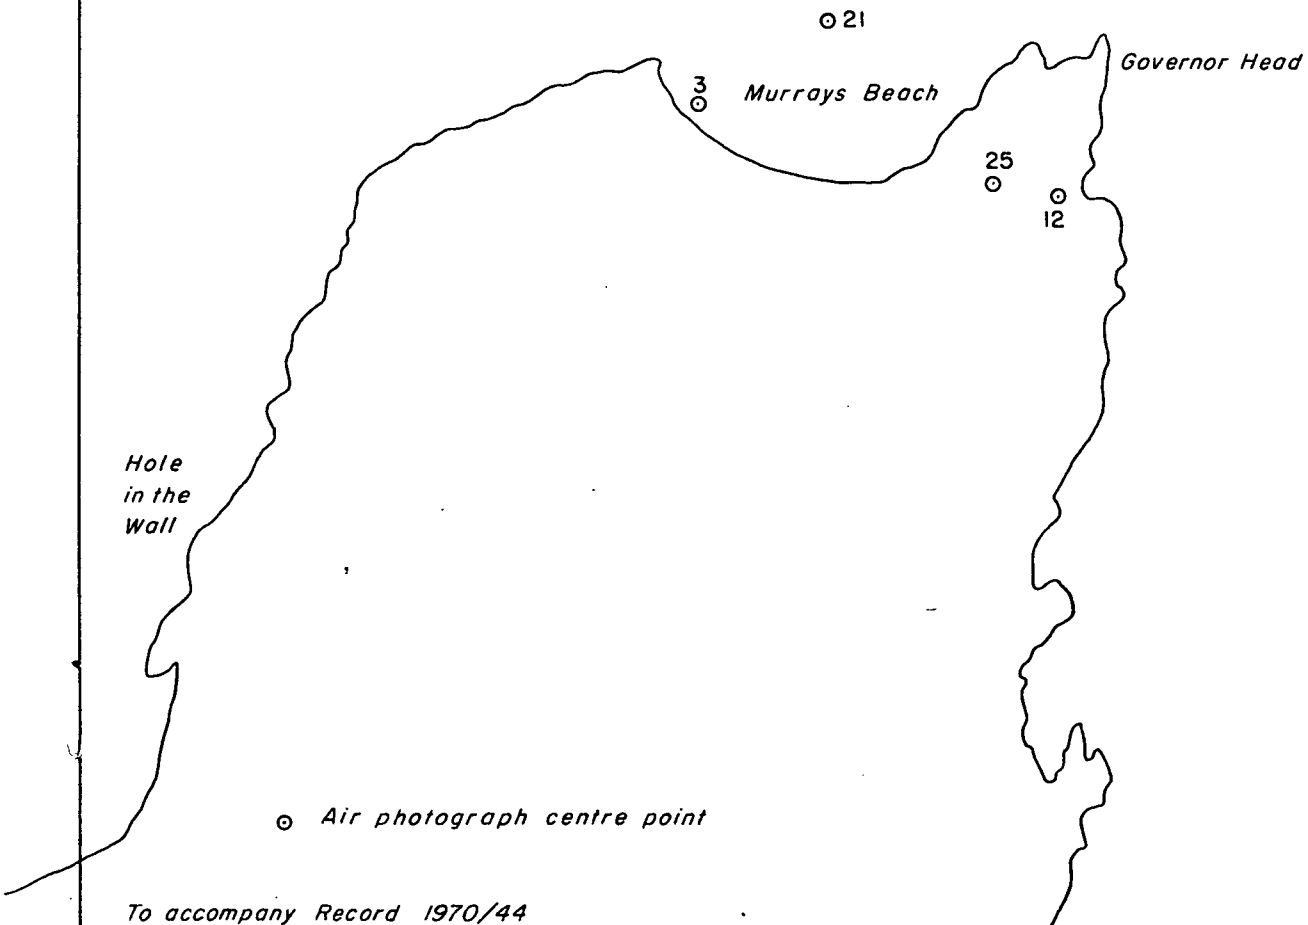 21
Governor Head
3
Murrays Beach
25
12
Hole
in the
Wall
Air photograph centre point
To accompany Record 1970/44